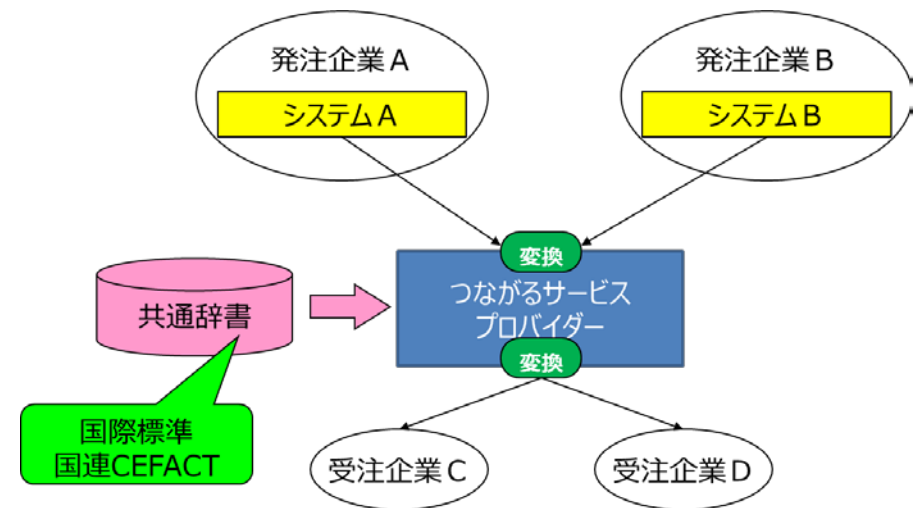 発注企業A
発注企業B
システムA
システムB
変換
つながるサービス
プロバイダー
変換
共通辞書
国際標準
国連CEFACT
受注企業C
受注企業D